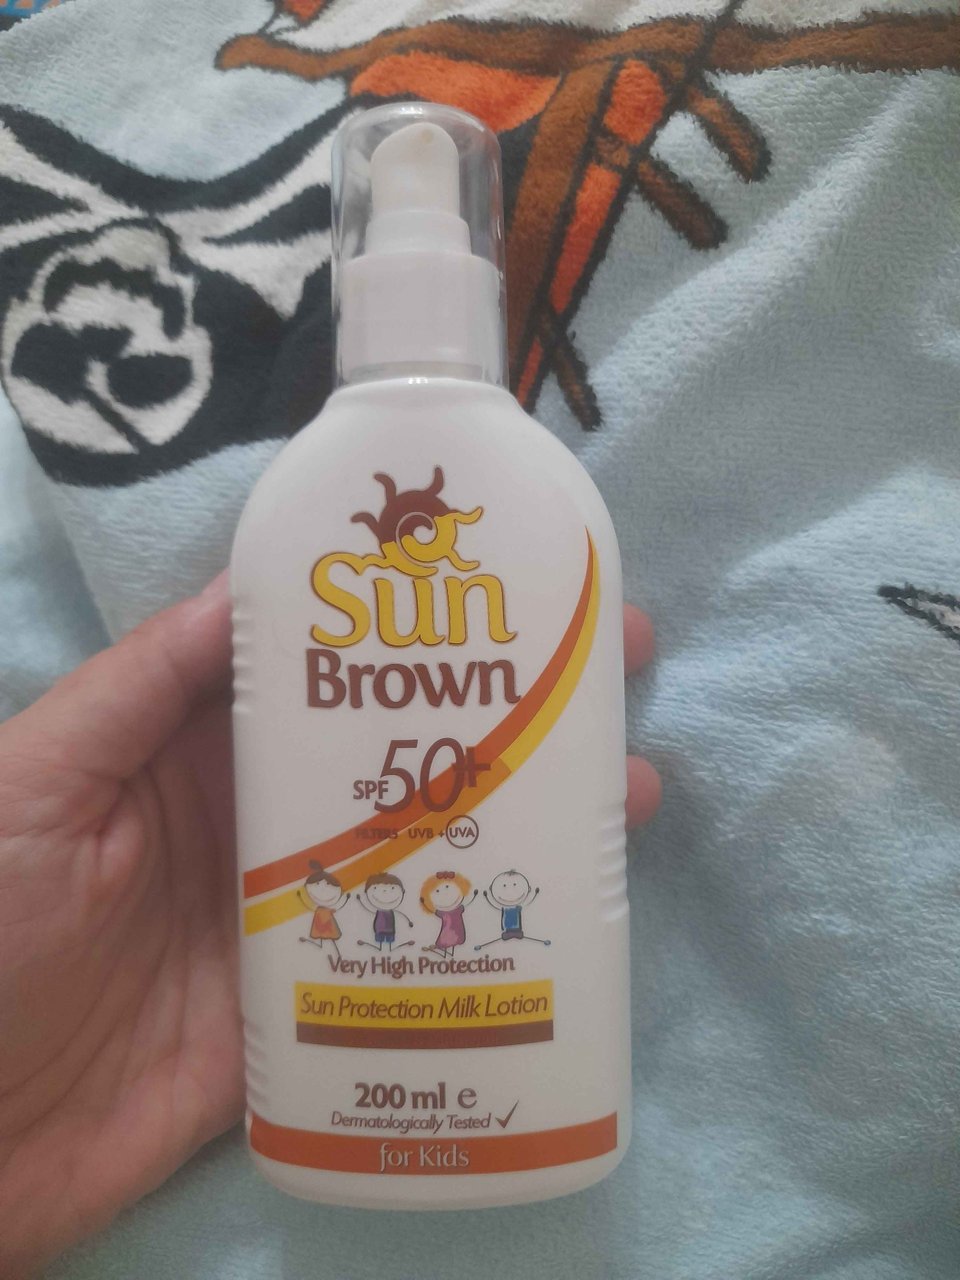 Sun
Brown
SPF 50+
FILTERS UVB + UVA
Very High Protection
Sun Protection Milk Lotion
200 ml e
Dermatologically Tested ✓
for Kids